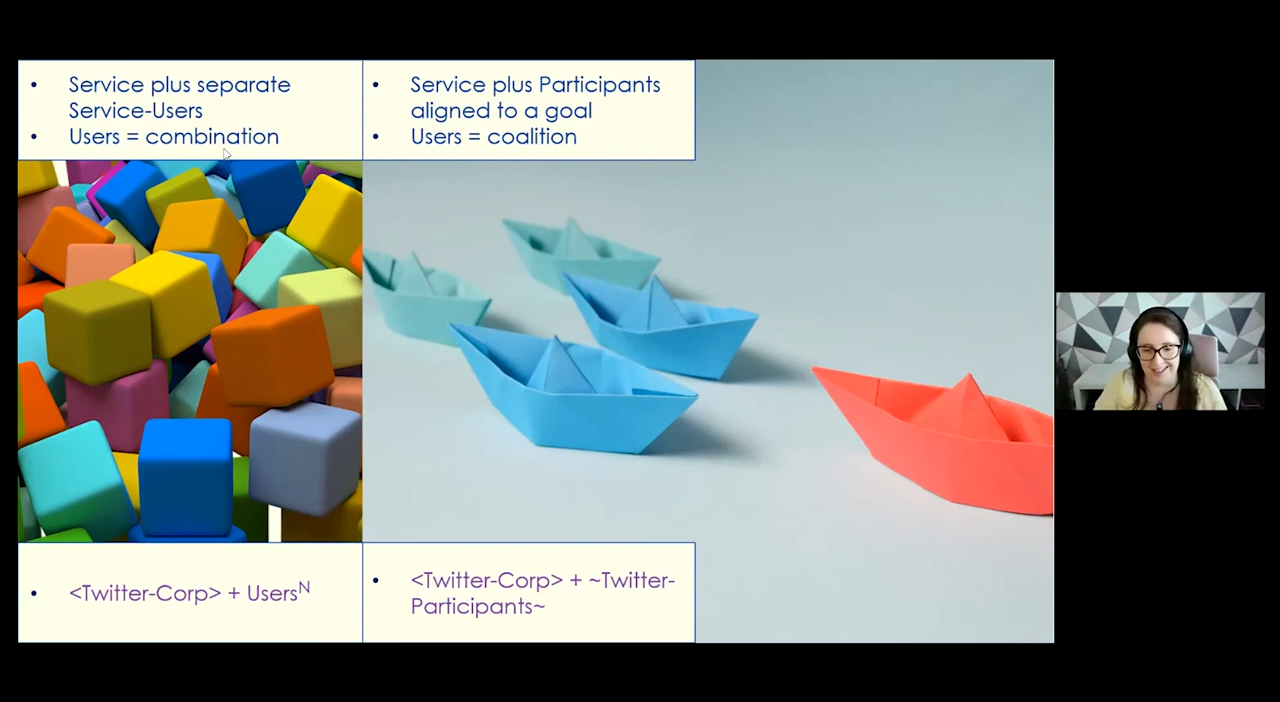 • Service plus separate
Service-Users
• Users = combination
• Service plus Participants
aligned to a goal
• Users = coalition
• <Twitter-Corp> + Usersᴺ
• <Twitter-Corp> + ~Twitter-
Participants~